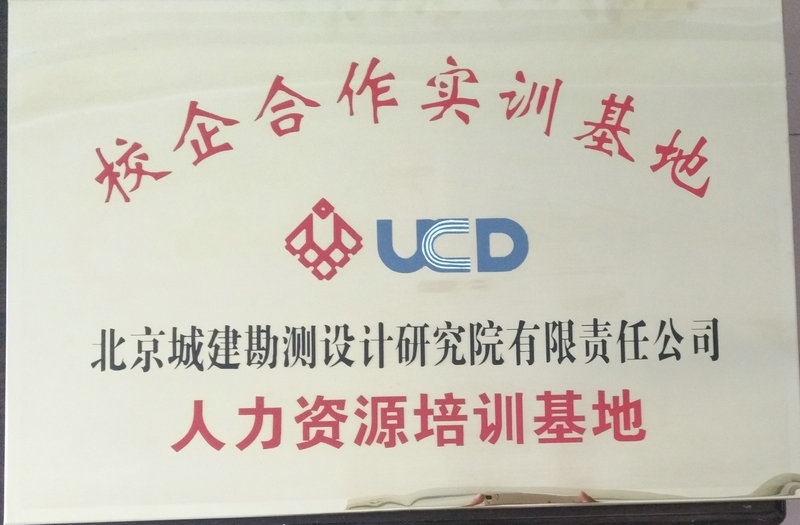 校企合作实训基地
UCD
北京城建勘测设计研究院有限责任公司
人力资源培训基地